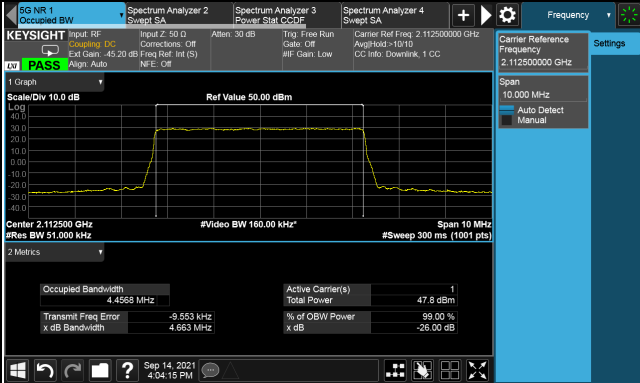 5G NR 1
Occupied BW
Spectrum Analyzer 2
Swept SA
Spectrum Analyzer 3
Power Stat CCDF
Spectrum Analyzer 4
Swept SA
Frequency
KEYSIGHT
LXI
PASS
Input: RF
Coupling: DC
Ext Gain: -45.20 dB
Align: Auto
Input Z: 50 Ω
Corrections: Off
Freq Ref: Int (S)
NFE: Off
Atten: 30 dB
Trig: Free Run
Gate: Off
#IF Gain: Low
Carrier Ref Freq: 2.112500000 GHz
Avg|Hold:>10/10
CC Info: Downlink, 1 CC
Carrier Reference
Frequency
2.112500000 GHz
Settings
Span
10.000 MHz
Auto Detect
Manual
1 Graph
Scale/Div 10.0 dB
Ref Value 50.00 dBm
Log
40.0
30.0
20.0
10.0
0.00
-10.0
-20.0
-30.0
-40.0
Center 2.112500 GHz
#Video BW 160.00 kHz*
Span 10 MHz
#Res BW 51.000 kHz
#Sweep 300 ms (1001 pts)
2 Metrics
Occupied Bandwidth
4.4568 MHz
Active Carrier(s) 1
Total Power 47.8 dBm
Transmit Freq Error -9.553 kHz
x dB Bandwidth 4.663 MHz
% of OBW Power 99.00 %
x dB -26.00 dB
?
Sep 14, 2021
4:04:15 PM